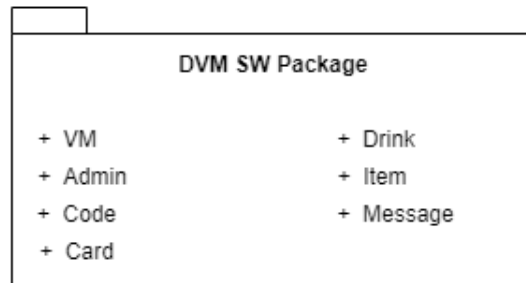 DVM SW Package
+ VM
+ Admin
+ Code
+ Card
+ Drink
+ Item
+ Message